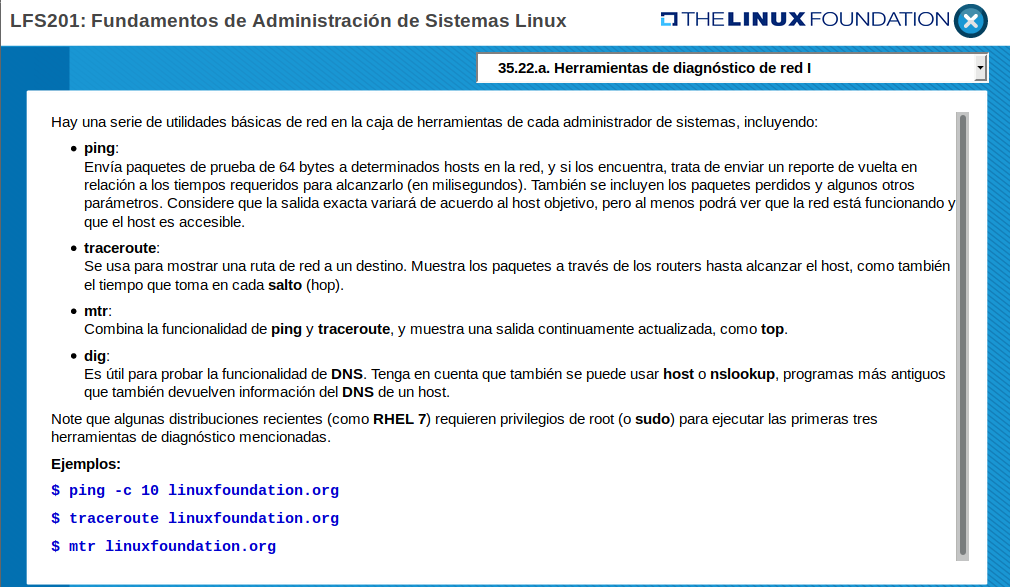 LFS201: Fundamentos de Administración de Sistemas Linux
THE LINUX FOUNDATION
35.22.a. Herramientas de diagnóstico de red I
Hay una serie de utilidades básicas de red en la caja de herramientas de cada administrador de sistemas, incluyendo:
• ping:
Envía paquetes de prueba de 64 bytes a determinados hosts en la red, y si los encuentra, trata de enviar un reporte de vuelta en
relación a los tiempos requeridos para alcanzarlo (en milisegundos). También se incluyen los paquetes perdidos y algunos otros
parámetros. Considere que la salida exacta variará de acuerdo al host objetivo, pero al menos podrá ver que la red está funcionando y
que el host es accesible.
• traceroute:
Se usa para mostrar una ruta de red a un destino. Muestra los paquetes a través de los routers hasta alcanzar el host, como también
el tiempo que toma en cada salto (hop).
• mtr:
Combina la funcionalidad de ping y traceroute, y muestra una salida continuamente actualizada, como top.
• dig:
Es útil para probar la funcionalidad de DNS. Tenga en cuenta que también se puede usar host o nslookup, programas más antiguos
que también devuelven información del DNS de un host.
Note que algunas distribuciones recientes (como RHEL 7) requieren privilegios de root (o sudo) para ejecutar las primeras tres
herramientas de diagnóstico mencionadas.
Ejemplos:
$ ping -c 10 linuxfoundation.org
$ traceroute linuxfoundation.org
$ mtr linuxfoundation.org